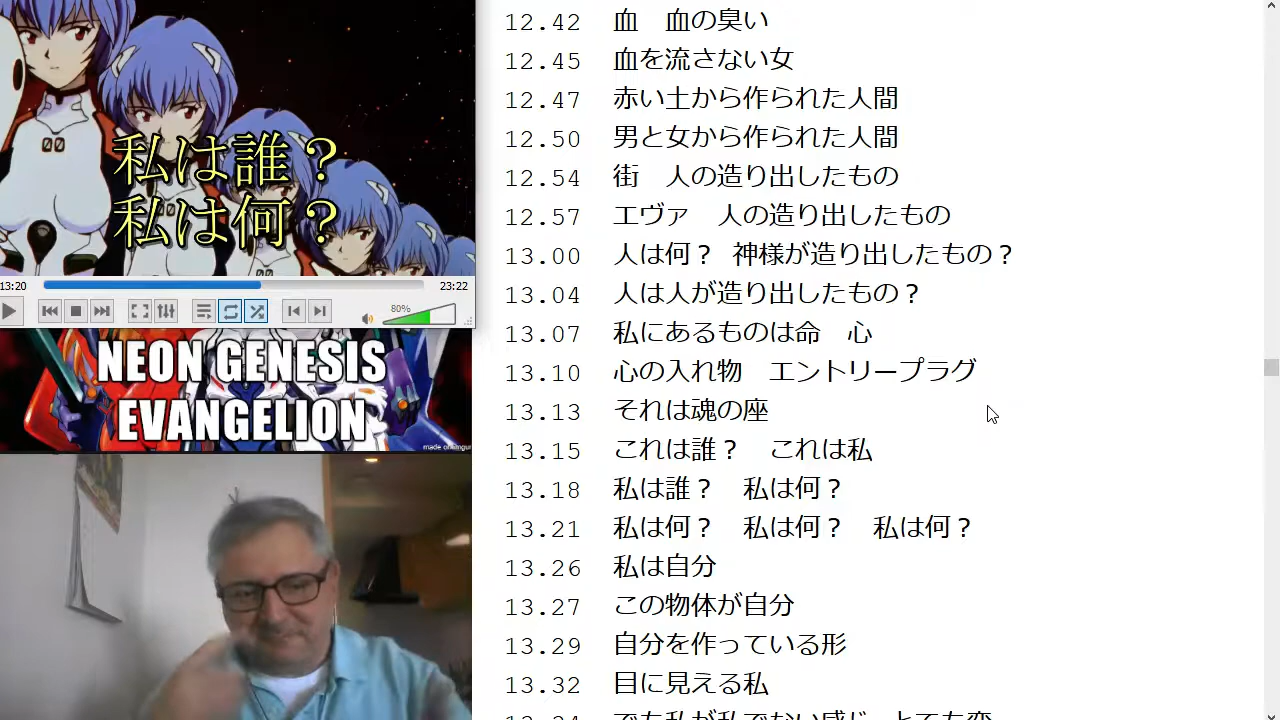 00
00
私は誰？
私は何？
13:20
23:22
80%
NEON GENESIS
EVANGELION
12.42 血　血の臭い
12.45 血を流さない女
12.47 赤い土から作られた人間
12.50 男と女から作られた人間
12.54 街　人の造り出したもの
12.57 エヴァ　人の造り出したもの
13.00 人は何？ 神様が造り出したもの？
13.04 人は人が造り出したもの？
13.07 私にあるものは命　心
13.10 心の入れ物　エントリープラグ
13.13 それは魂の座
13.15 これは誰？　これは私
13.18 私は誰？　私は何？
13.21 私は何？　私は何？　私は何？
13.26 私は自分
13.27 この物体が自分
13.29 自分を作っている形
13.32 目に見える私